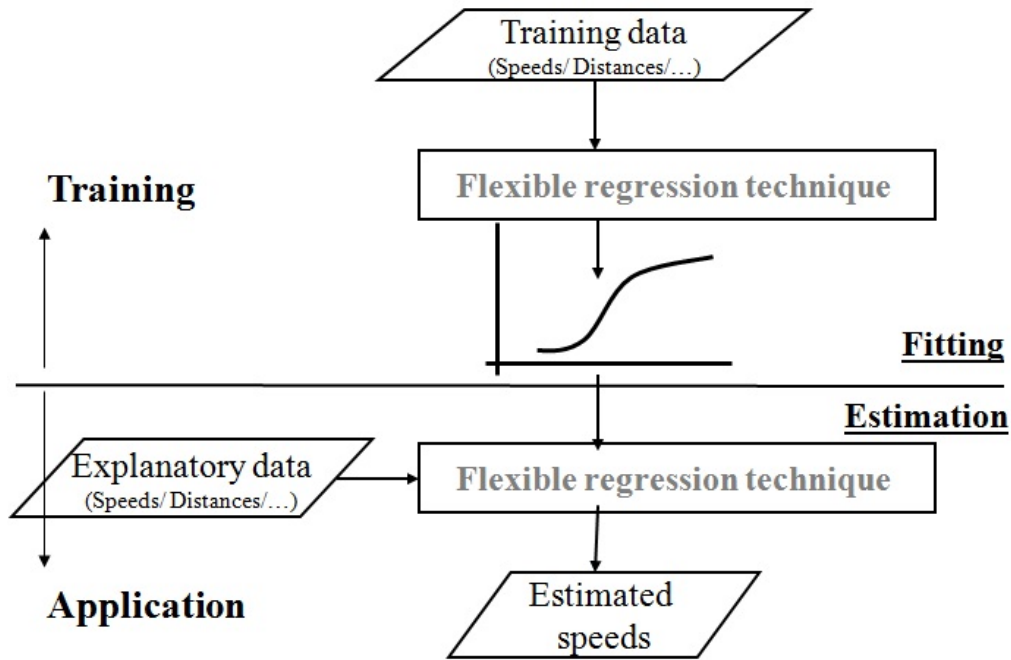 Training data
(Speeds/ Distances/...)
Training
Flexible regression technique
Fitting
Estimation
Explanatory data
(Speeds/ Distances/...)
Flexible regression technique
Application
Estimated
speeds